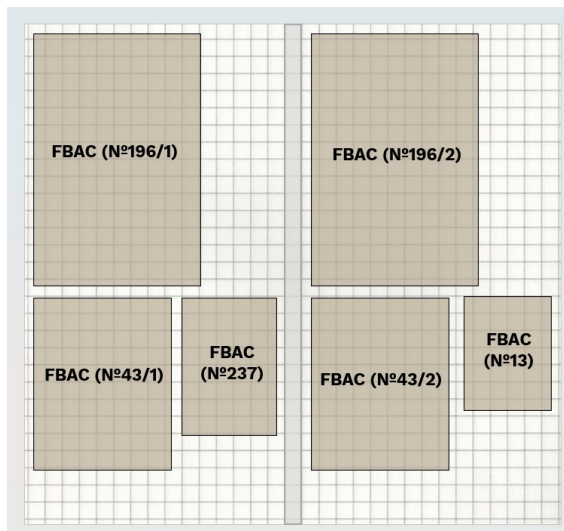 FBAC (№196/1)
FBAC (№196/2)
FBAC (№43/1)
FBAC
(№237)
FBAC (№43/2)
FBAC
(№13)